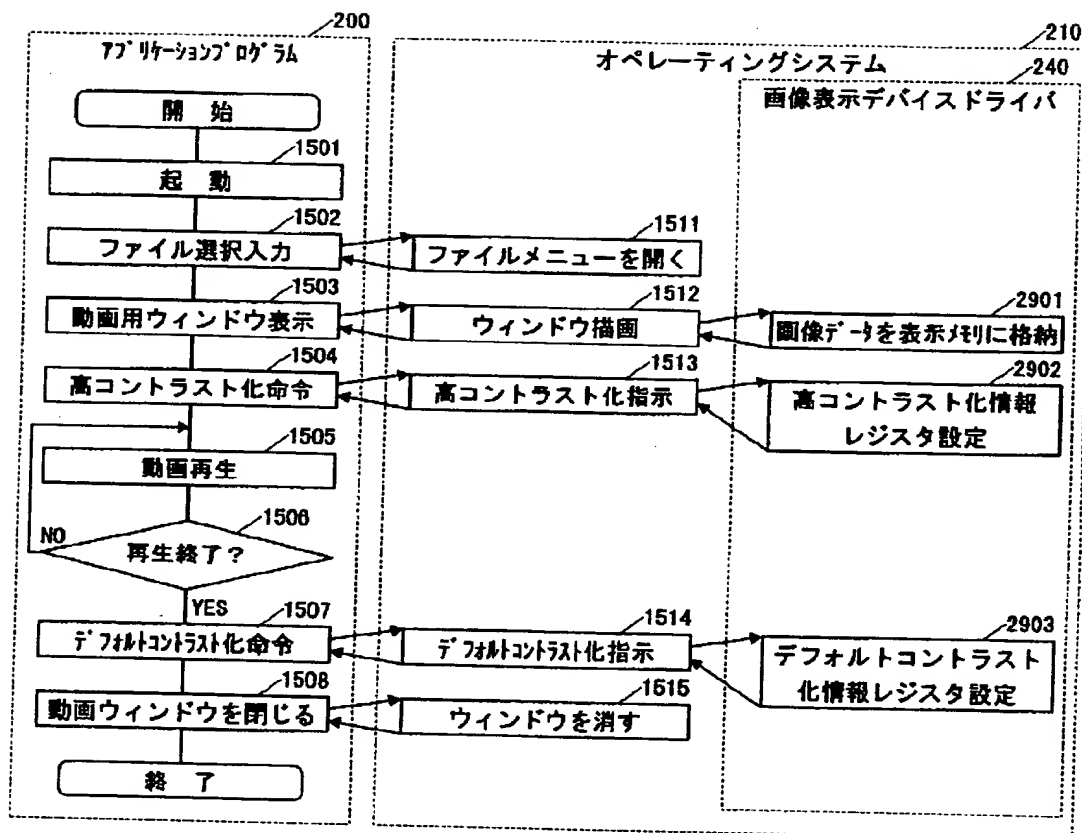 200
アプリケーションプログラム
210
オペレーティングシステム
240
画像表示デバイスドライバ
開 始
1501
起 動
1502
ファイル選択入力
1511
ファイルメニューを開く
1503
動画用ウィンドウ表示
1512
ウィンドウ描画
2901
画像データを表示メモリに格納
1504
高コントラスト化命令
1513
高コントラスト化指示
2902
高コントラスト化情報
レジスタ設定
1505
動画再生
1506
NO
再生終了?
YES
1507
デフォルトコントラスト化命令
1514
デフォルトコントラスト化指示
2903
デフォルトコントラスト
化情報レジスタ設定
1508
動画ウィンドウを閉じる
1515
ウィンドウを消す
終 了